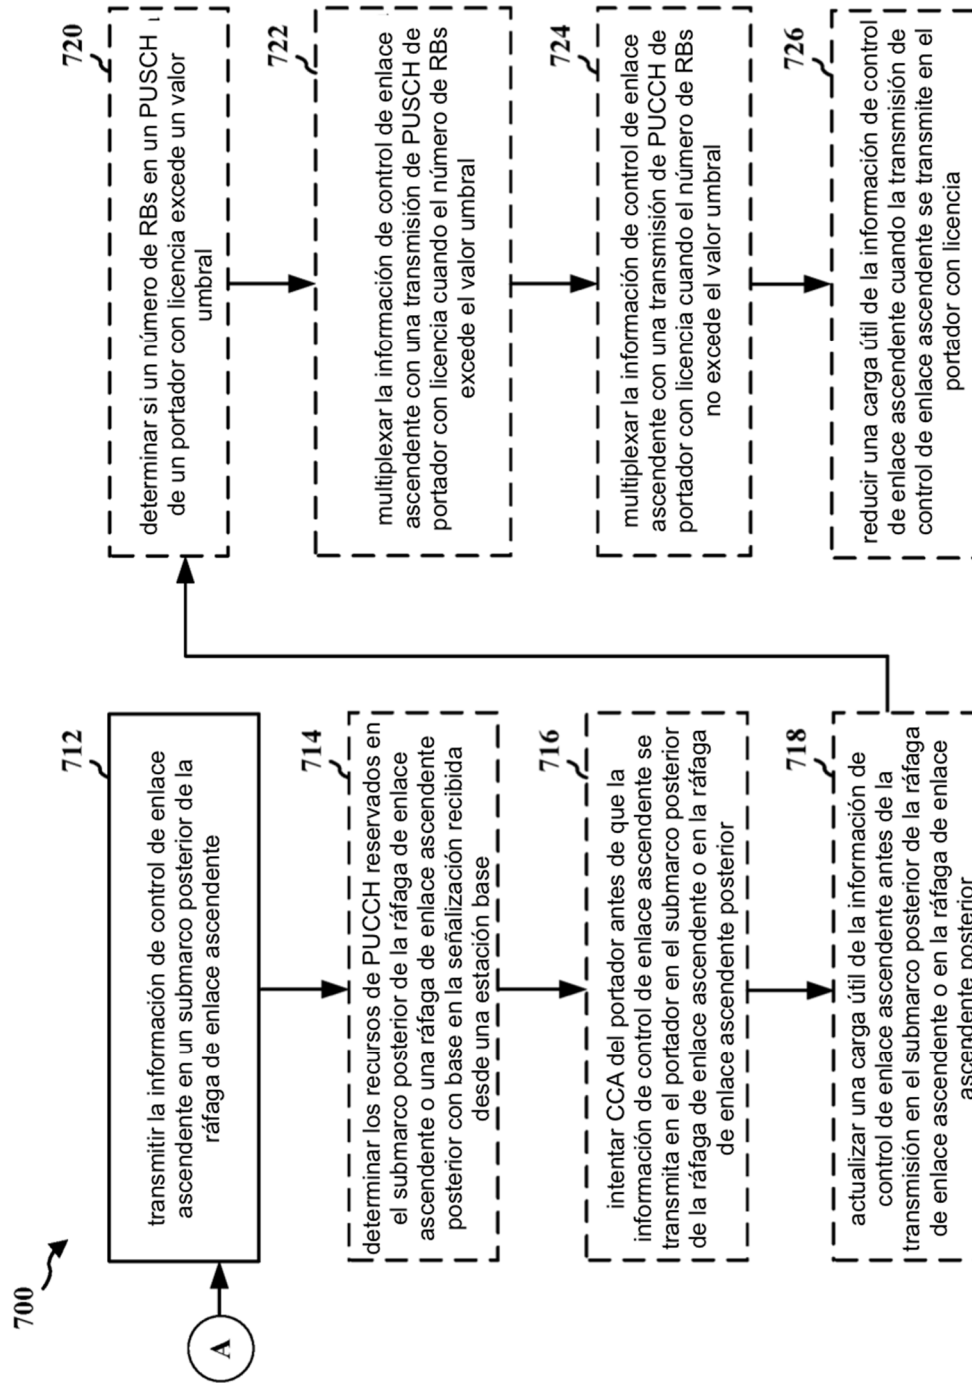 700
A
712
transmitir la información de control de enlace
ascendente en un submarco posterior de la
ráfaga de enlace ascendente
714
determinar los recursos de PUCCH reservados en
el submarco posterior de la ráfaga de enlace
ascendente o una ráfaga de enlace ascendente
posterior con base en la señalización recibida
desde una estación base
716
intentar CCA del portador antes de que la
información de control de enlace ascendente se
transmita en el portador en el submarco posterior
de la ráfaga de enlace ascendente o en la ráfaga
de enlace ascendente posterior
718
actualizar una carga útil de la información de
control de enlace ascendente antes de la
transmisión en el submarco posterior de la ráfaga
de enlace ascendente o en la ráfaga de enlace
ascendente posterior
720
determinar si un número de RBs en un PUSCH
de un portador con licencia excede un valor
umbral
722
multiplexar la información de control de enlace
ascendente con una transmisión de PUSCH de
portador con licencia cuando el número de RBs
excede el valor umbral
724
multiplexar la información de control de enlace
ascendente con una transmisión de PUCCH de
portador con licencia cuando el número de RBs
no excede el valor umbral
726
reducir una carga útil de la información de control
de enlace ascendente cuando la transmisión de
control de enlace ascendente se transmite en el
portador con licencia